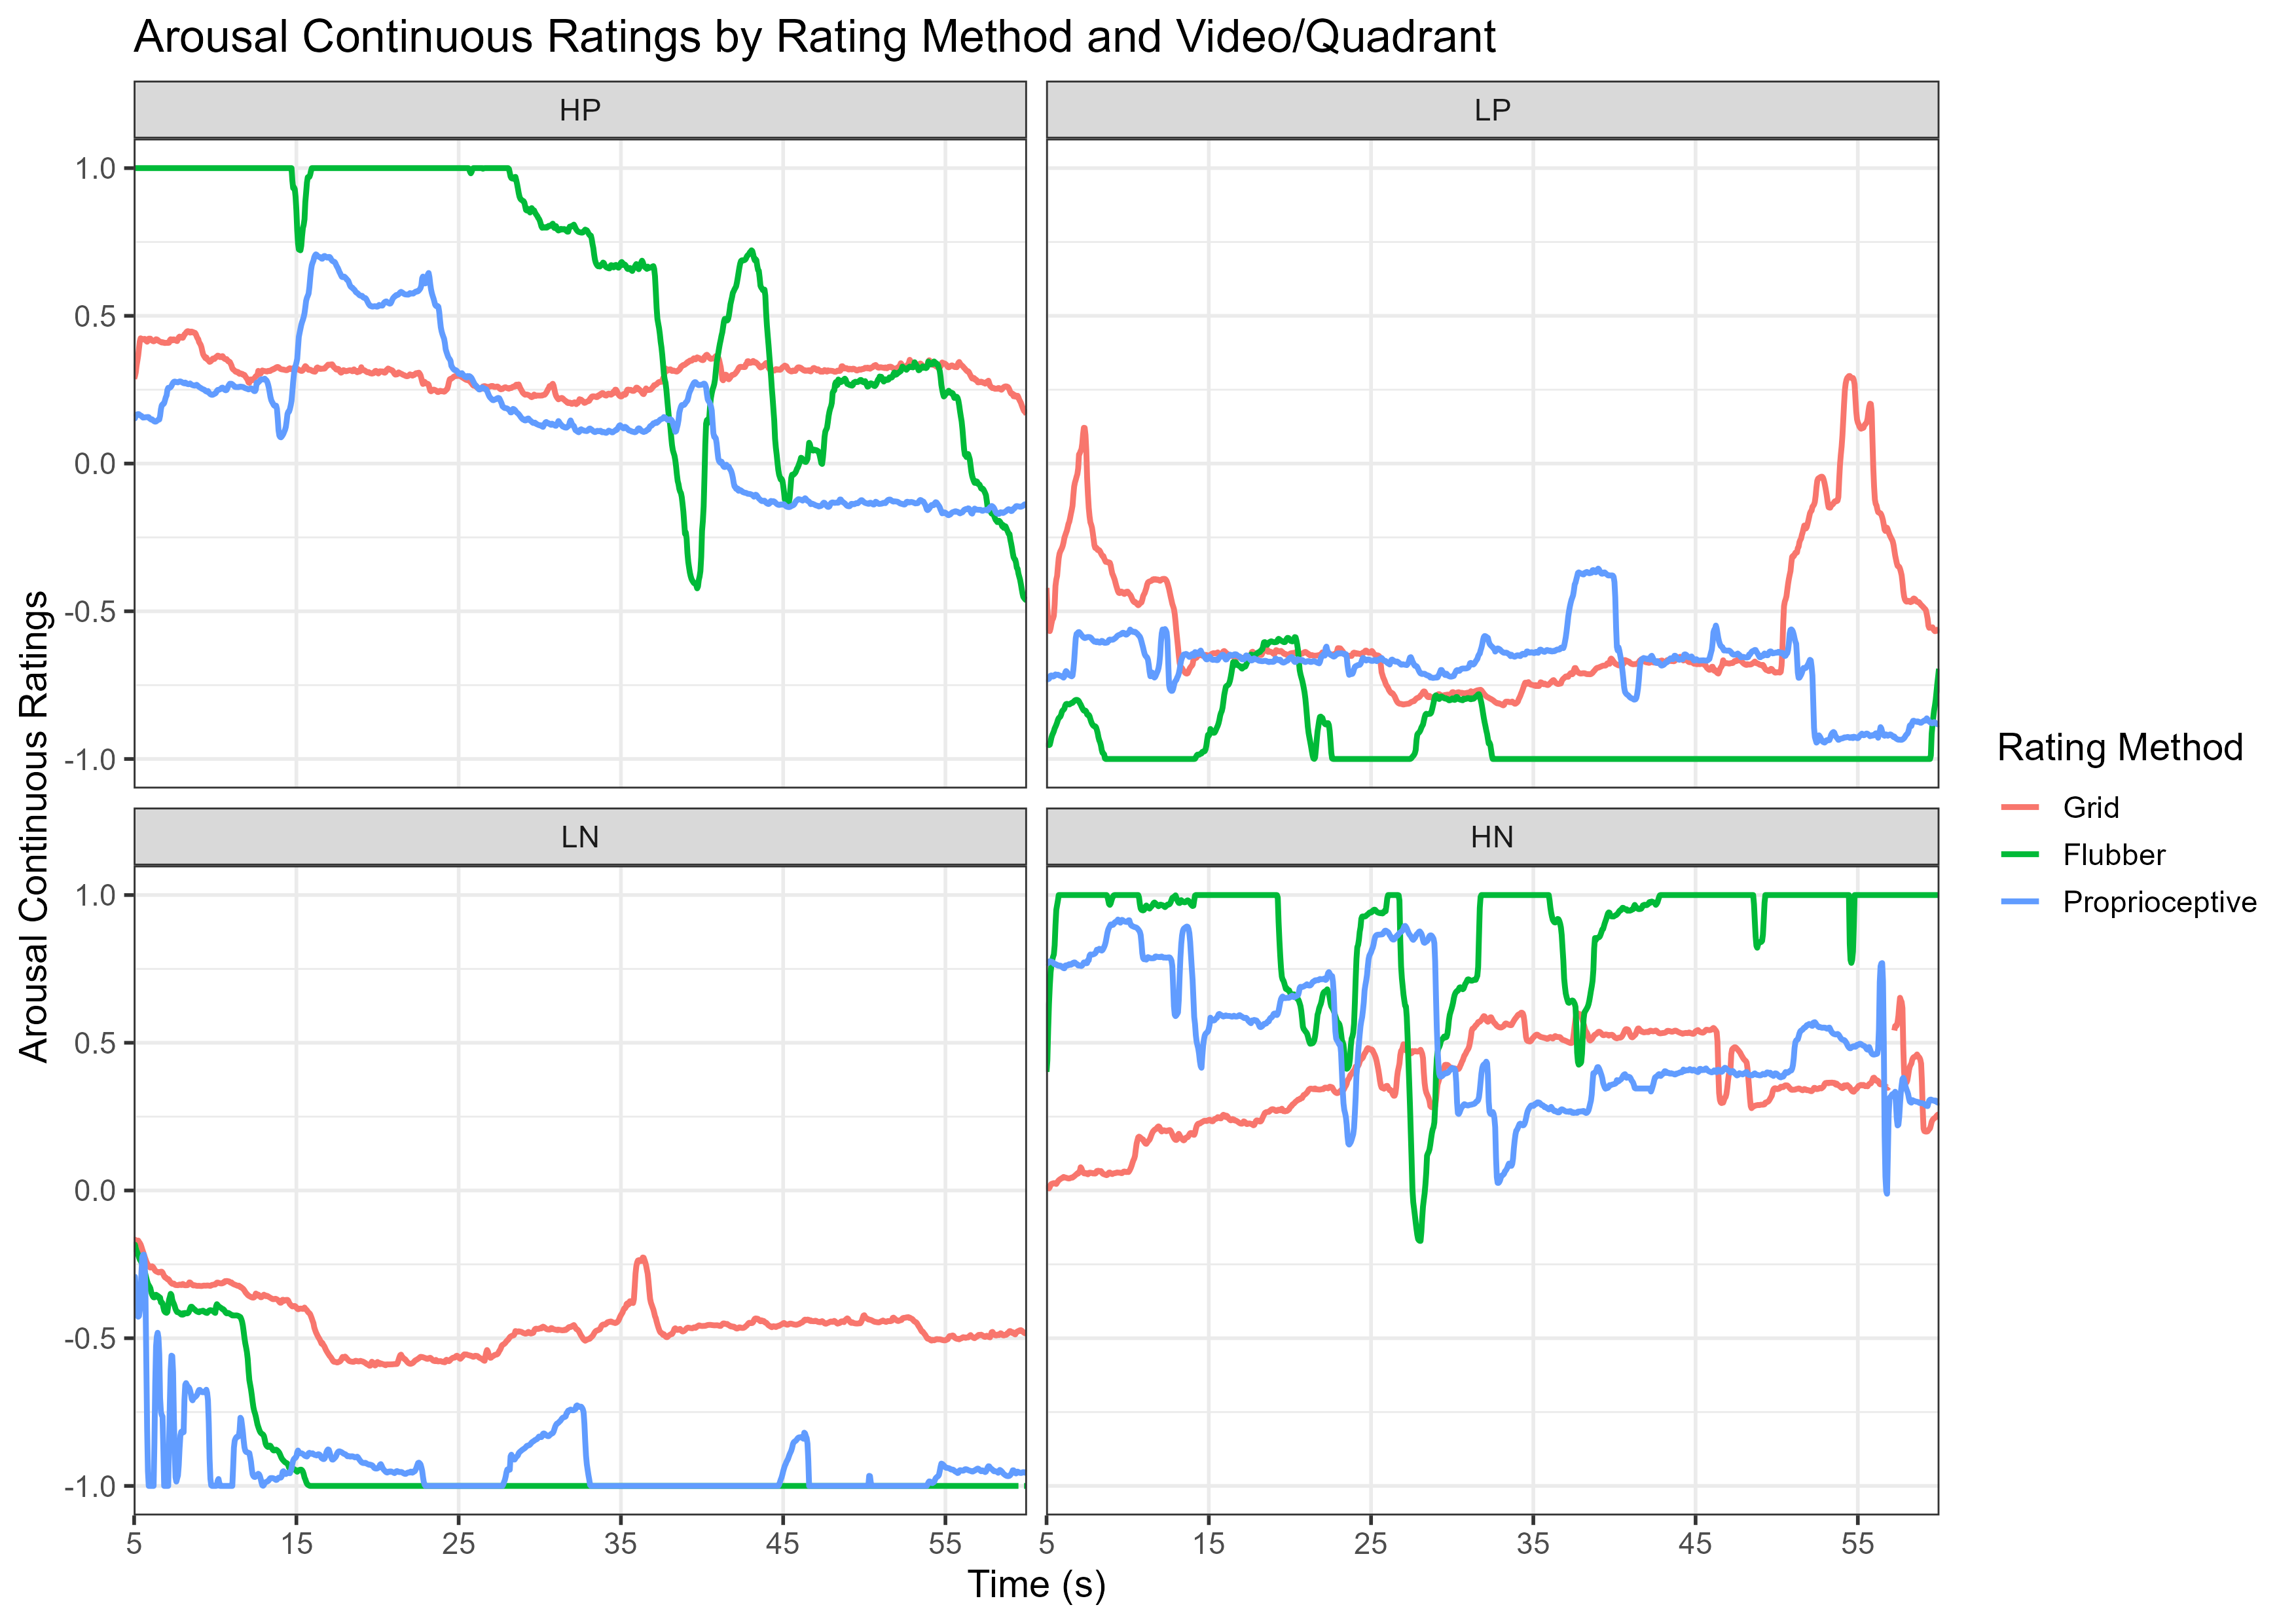 Arousal Continuous Ratings by Rating Method and Video/Quadrant
HP
LP
1.0
0.5
0.0
-0.5
-1.0
LN
HN
1.0
0.5
0.0
-0.5
-1.0
5 15 25 35 45 55
5 15 25 35 45 55
Time (s)
Arousal Continuous Ratings
Rating Method
Grid
Flubber
Proprioceptive